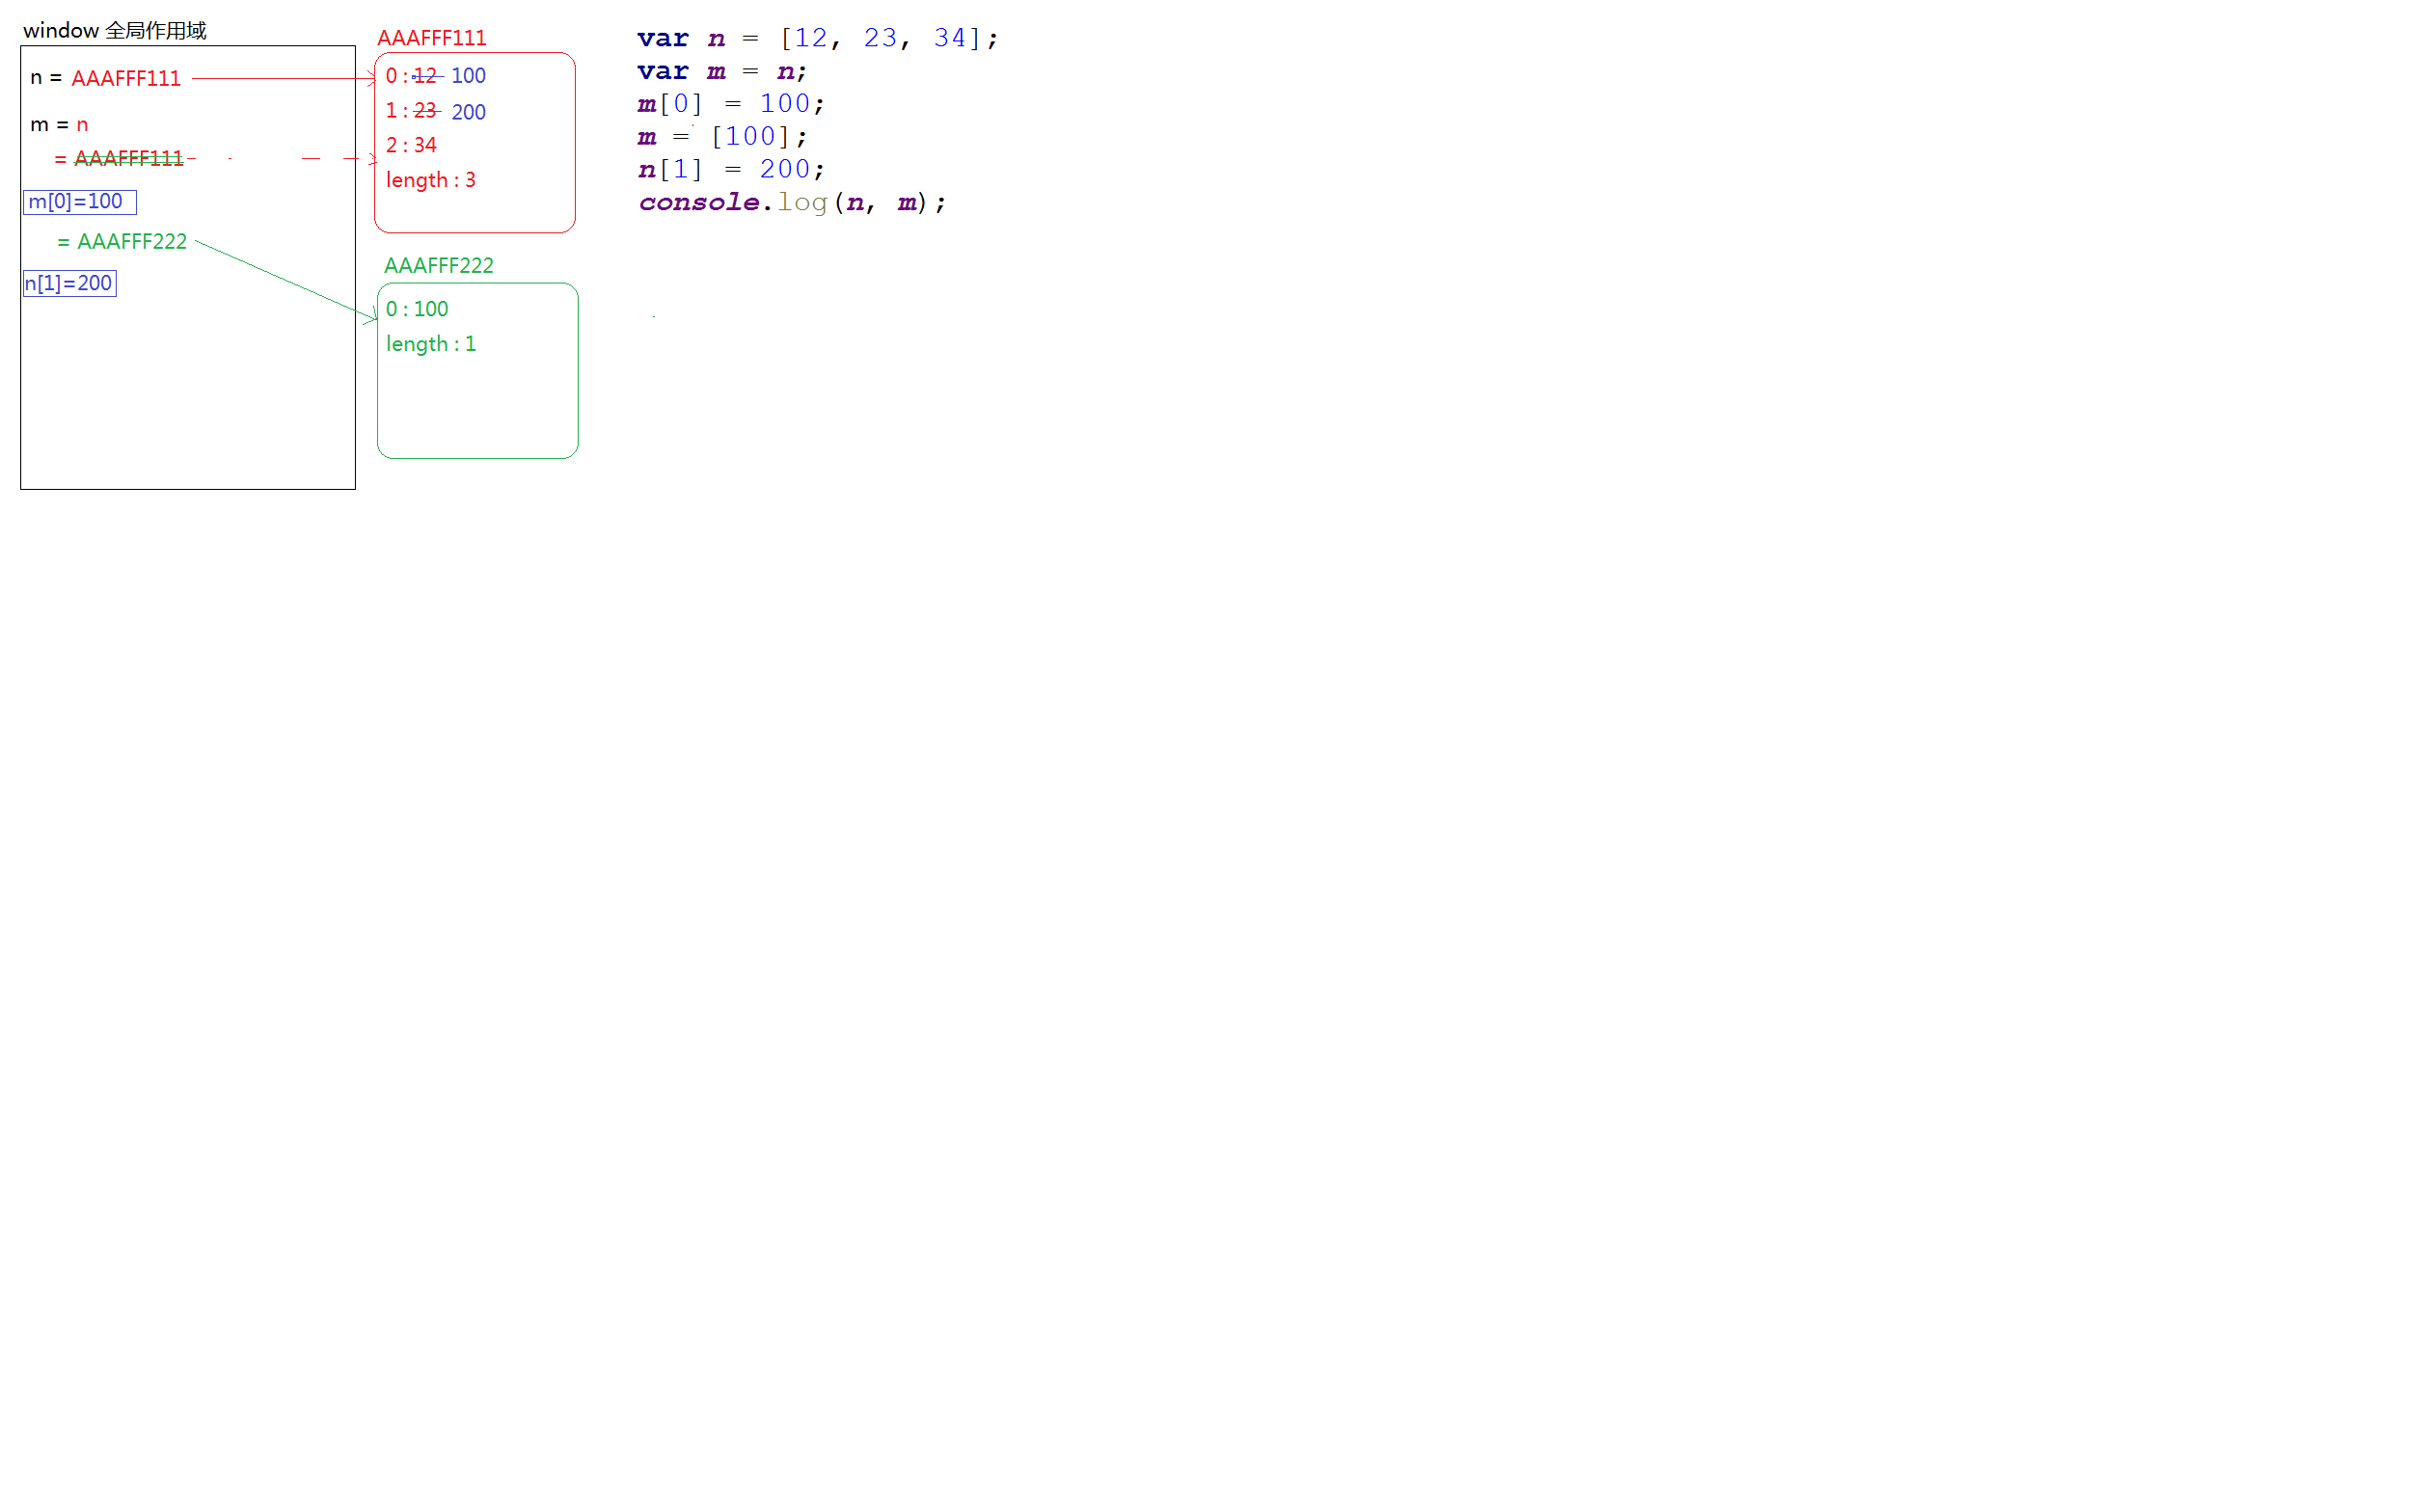 window 全局作用域
n = AAAFFF111
m = n
= AAAFFF111
m[0]=100
= AAAFFF222
n[1]=200
AAAFFF111
0 : 12 100
1 : 23 200
2 : 34
length : 3
AAAFFF222
0 : 100
length : 1
var n = [12, 23, 34];
var m = n;
m[0] = 100;
m = [100];
n[1] = 200;
console.log(n, m);